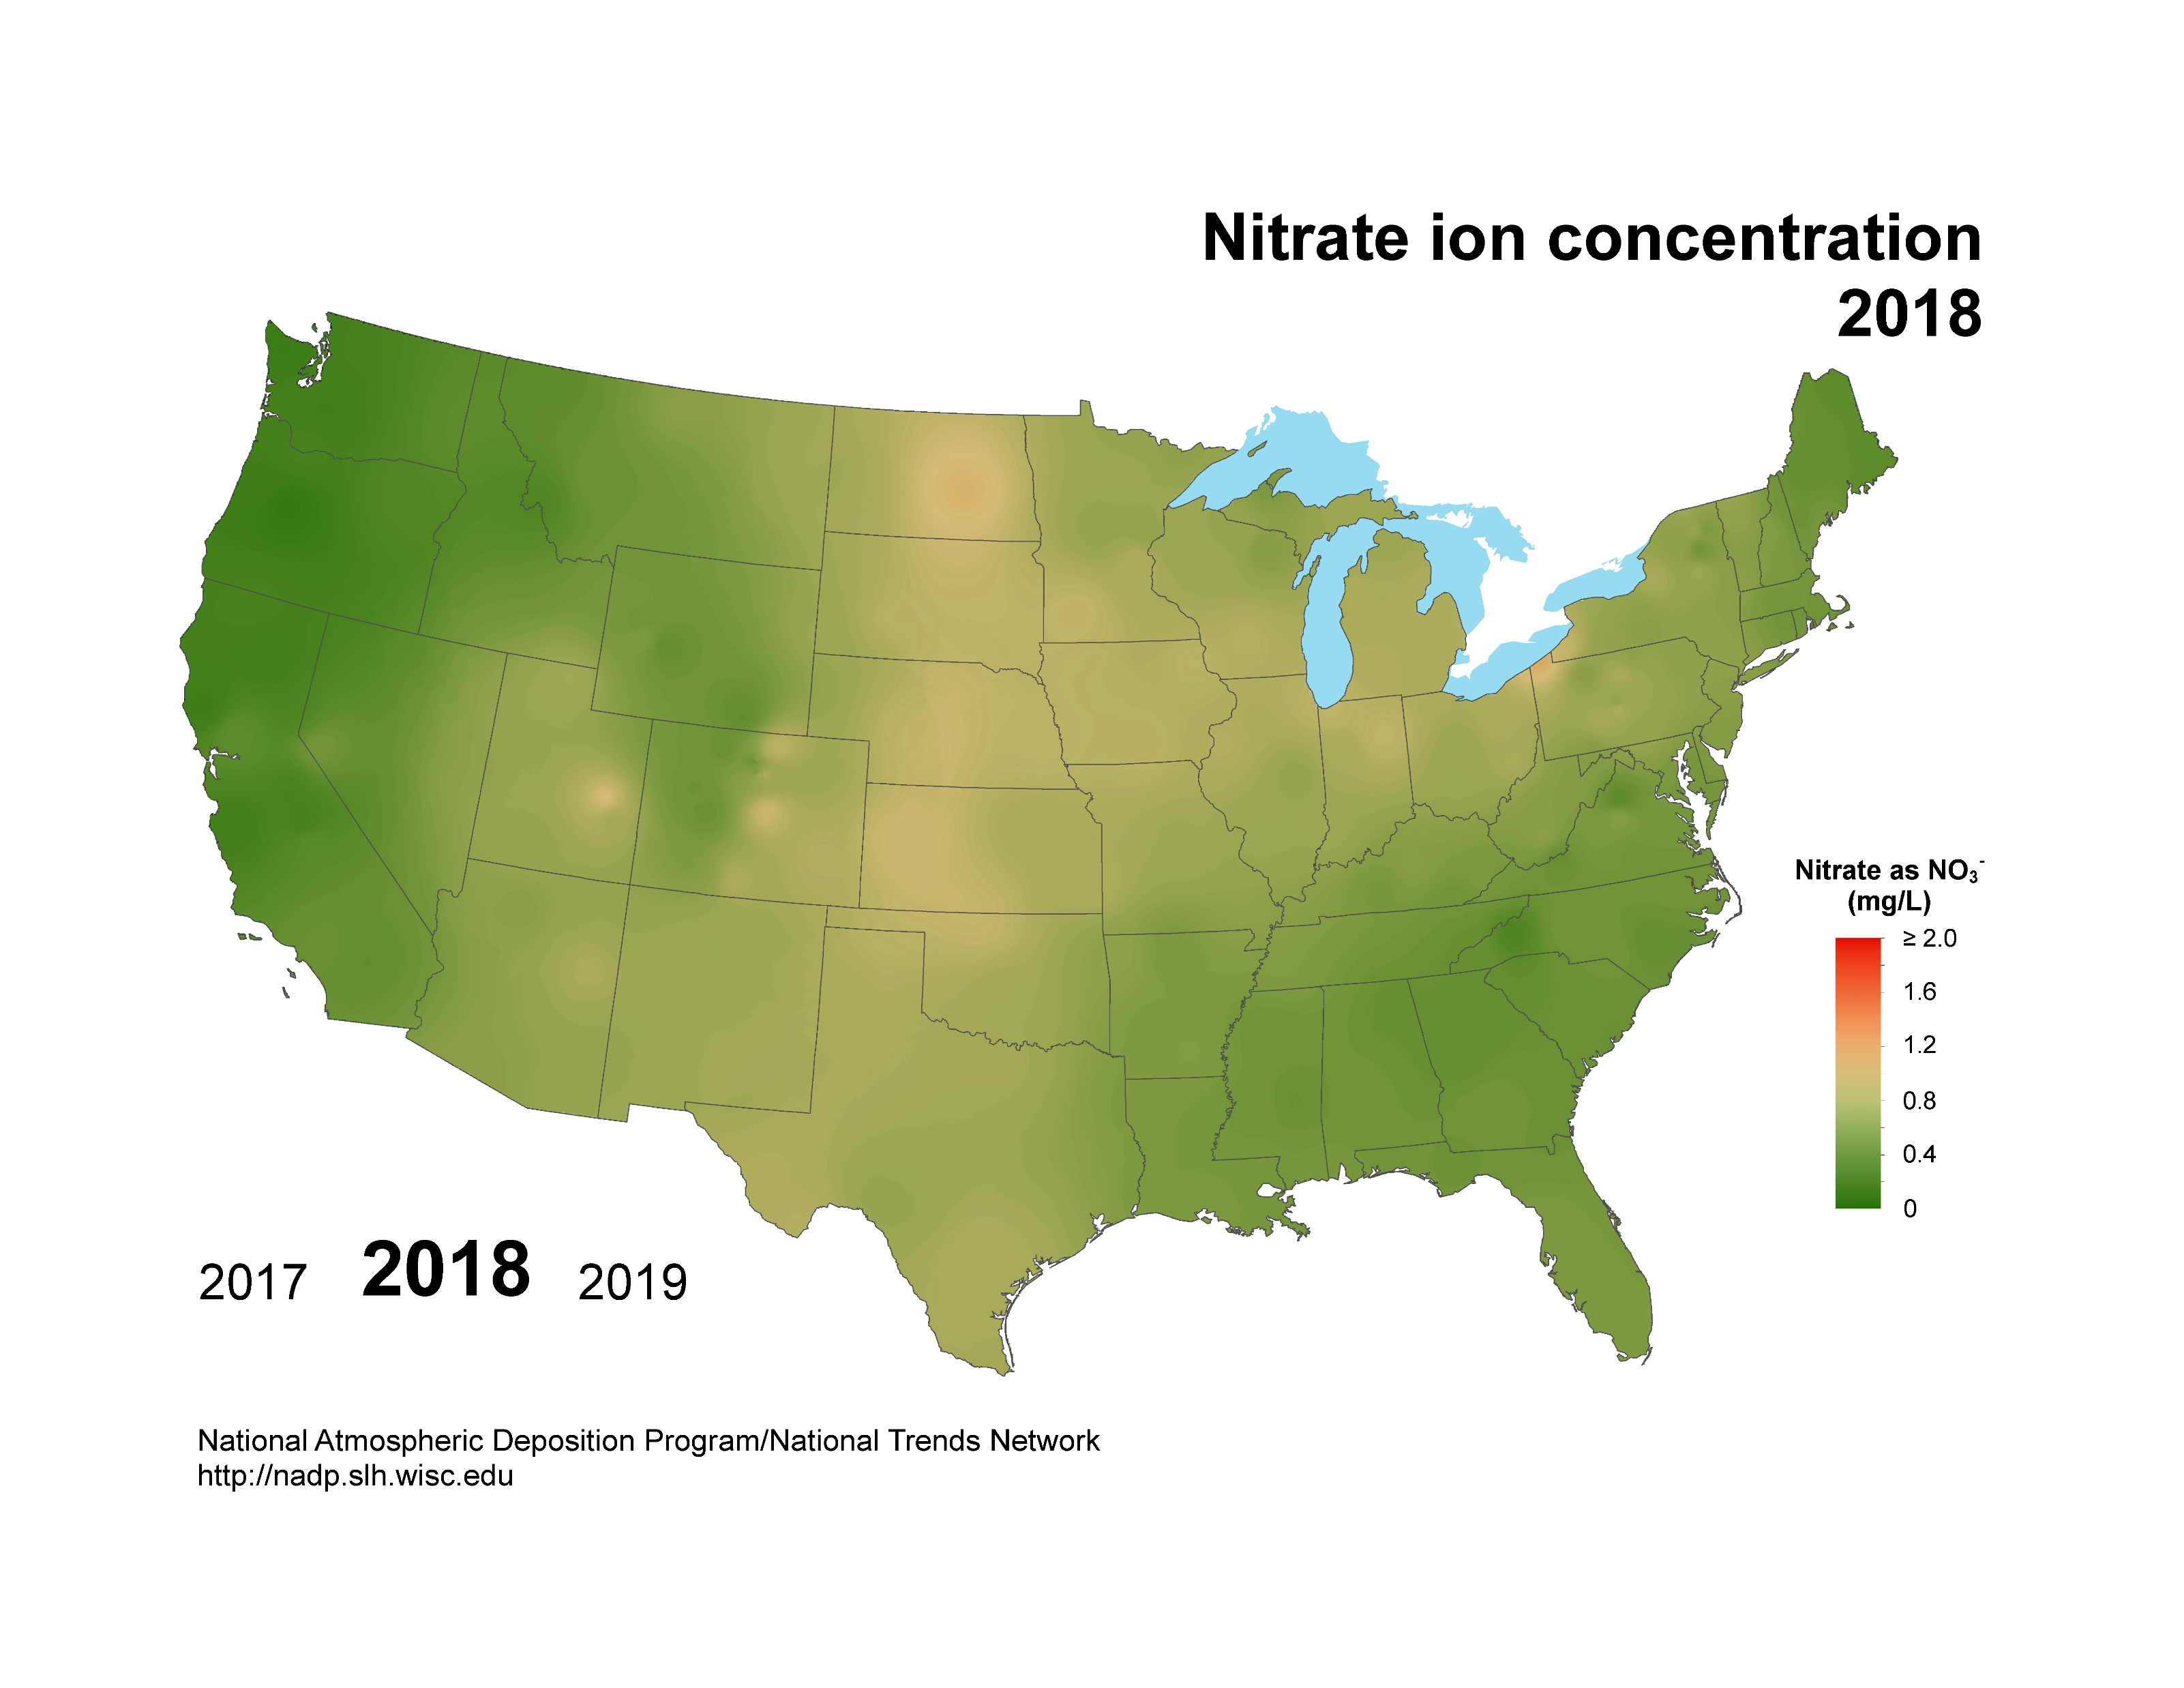 Nitrate ion concentration
2018
Nitrate as NO₃⁻
(mg/L)
≥ 2.0
1.6
1.2
0.8
0.4
0
2017 2018 2019
National Atmospheric Deposition Program/National Trends Network
http://nadp.slh.wisc.edu